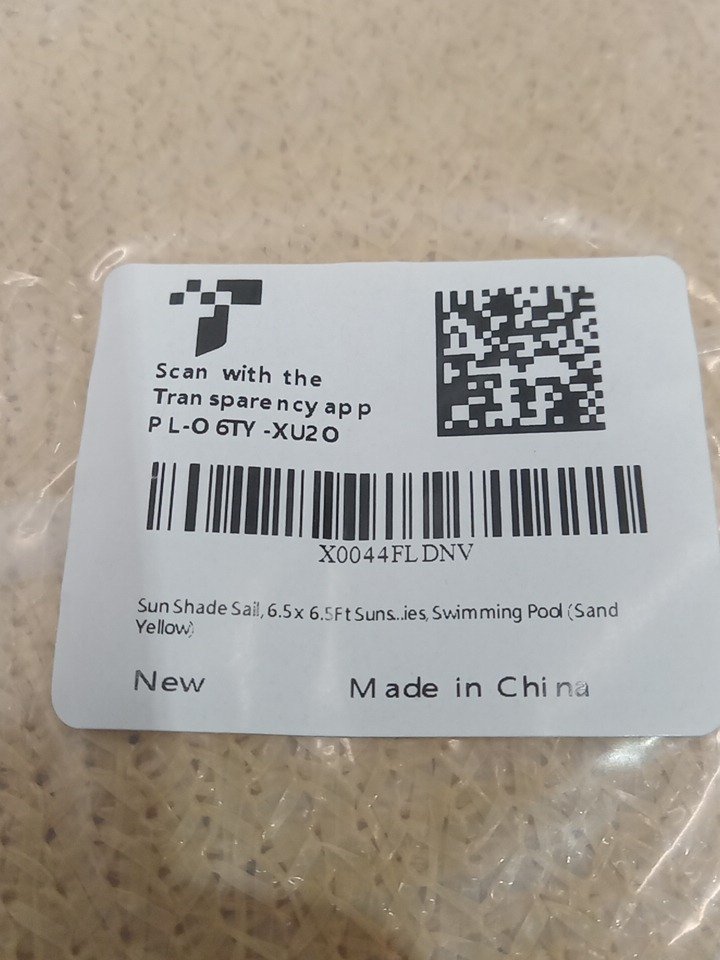 Scan with the
Transparency app
PL-O6TY-XU2O
X0044FLDNV
Sun Shade Sail, 6.5x 6.5Ft Suns...ies, Swimming Pool (Sand
Yellow)
New
Made in China